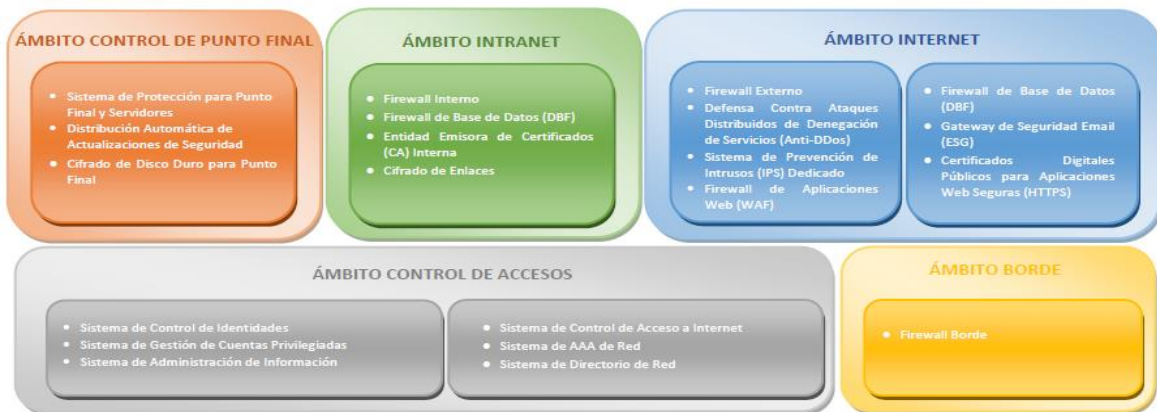 ÁMBITO CONTROL DE PUNTO FINAL
• Sistema de Protección para Punto
Final y Servidores
• Distribución Automática de
Actualizaciones de Seguridad
• Cifrado de Disco Duro para Punto
Final
ÁMBITO INTRANET
• Firewall Interno
• Firewall de Base de Datos (DBF)
• Entidad Emisora de Certificados
(CA) Interna
• Cifrado de Enlaces
ÁMBITO INTERNET
• Firewall Externo
• Defensa Contra Ataques
Distribuidos de Denegación
de Servicios (Anti-DDos)
• Sistema de Prevención de
Intrusos (IPS) Dedicado
• Firewall de Aplicaciones
Web (WAF)
• Firewall de Base de Datos
(DBF)
• Gateway de Seguridad Email
(ESG)
• Certificados Digitales
Públicos para Aplicaciones
Web Seguras (HTTPS)
ÁMBITO CONTROL DE ACCESOS
• Sistema de Control de Identidades
• Sistema de Gestión de Cuentas Privilegiadas
• Sistema de Administración de Información
• Sistema de Control de Acceso a Internet
• Sistema de AAA de Red
• Sistema de Directorio de Red
ÁMBITO BORDE
• Firewall Borde